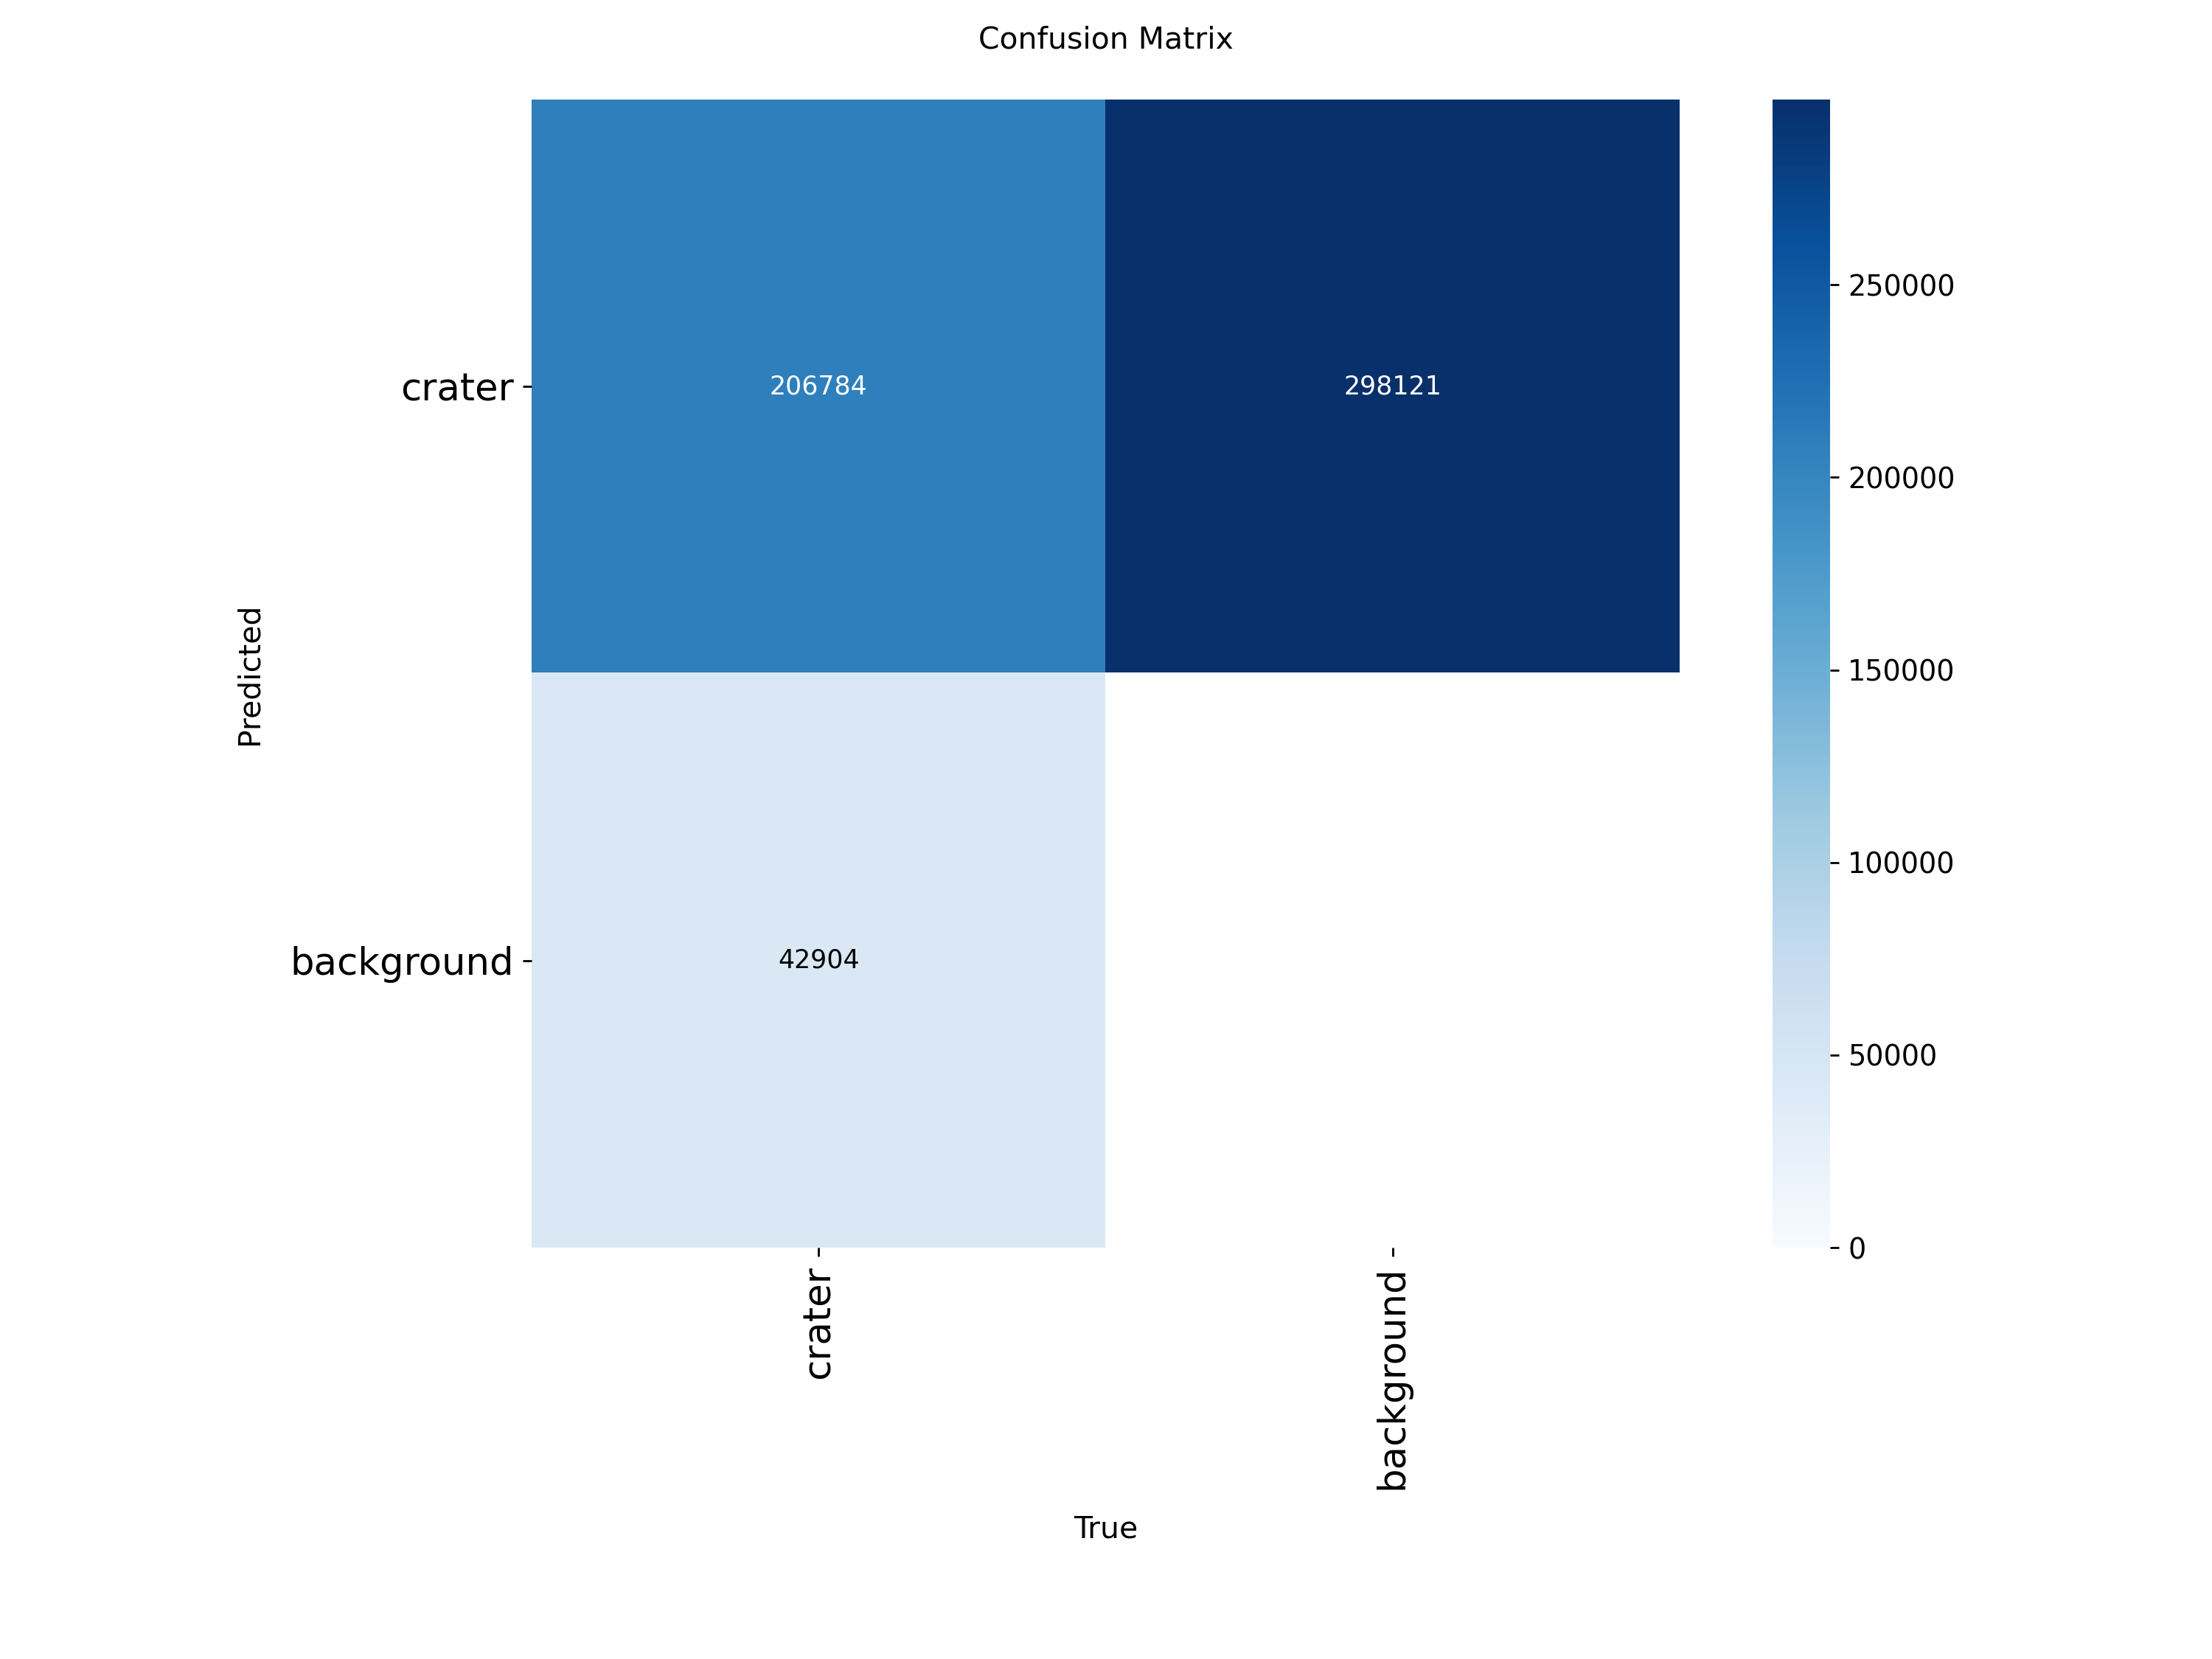 Confusion Matrix
crater
206784
298121
250000
200000
Predicted
150000
100000
background
42904
50000
0
crater
background
True